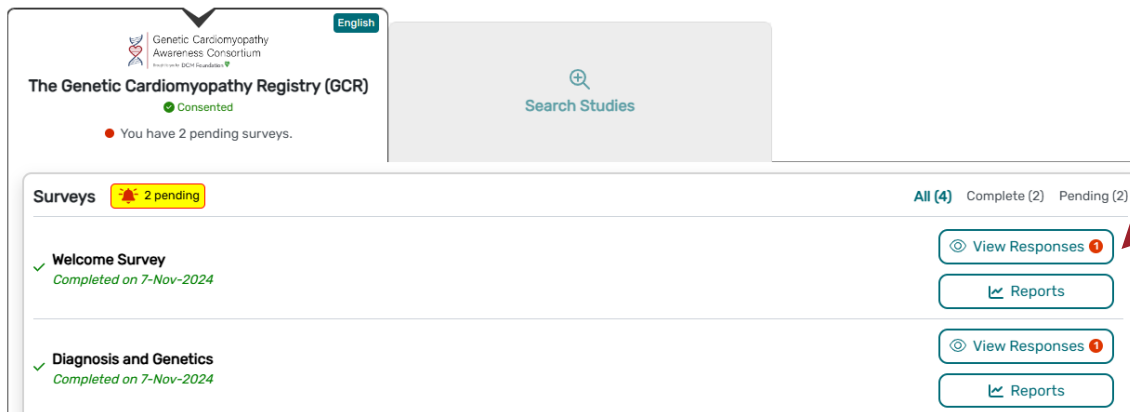 English
Genetic Cardiomyopathy
Awareness Consortium
DCM Foundation
The Genetic Cardiomyopathy Registry (GCR)
Consented
You have 2 pending surveys.
Search Studies
Surveys
2 pending
All (4) Complete (2) Pending (2)
Welcome Survey
Completed on 7-Nov-2024
View Responses 1
Reports
Diagnosis and Genetics
Completed on 7-Nov-2024
View Responses 1
Reports